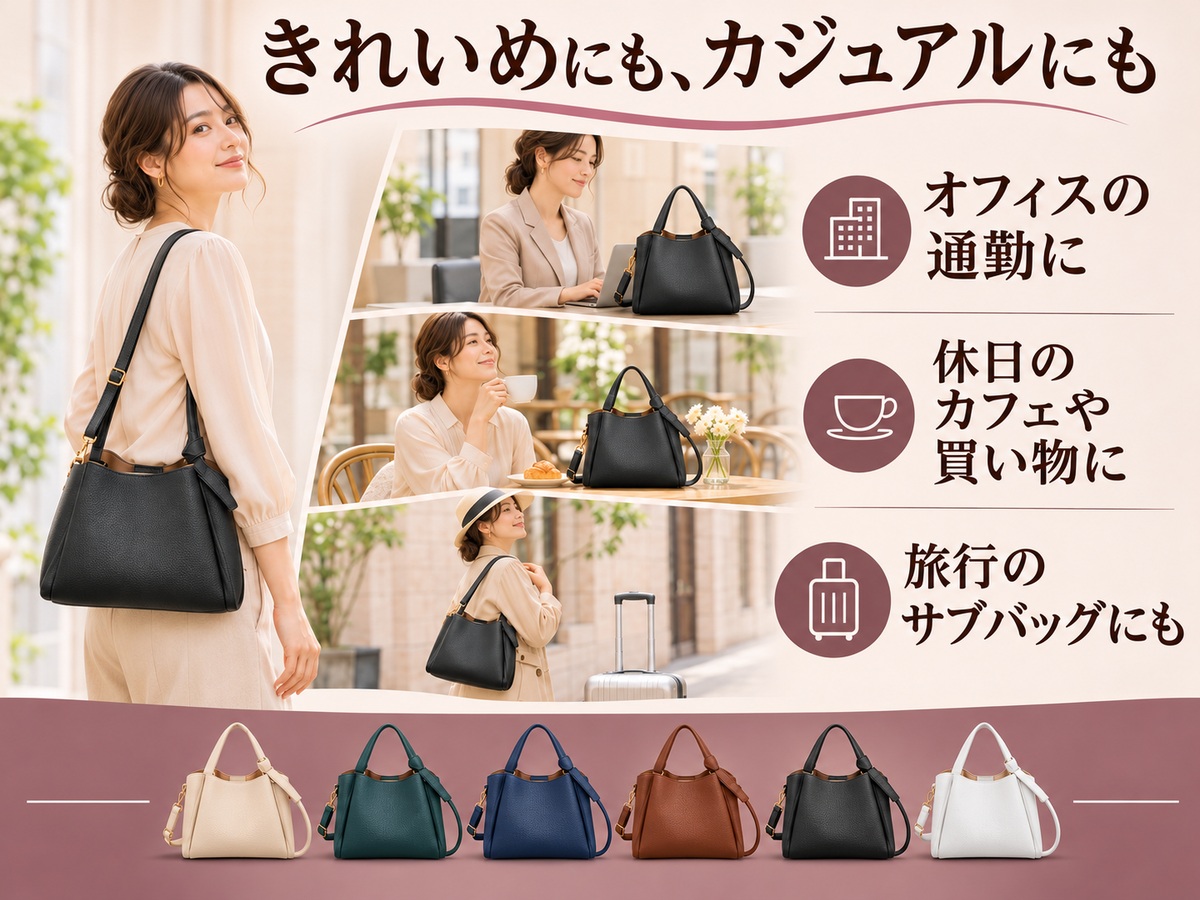 きれいめにも、カジュアルにも
オフィスの
通勤に
休日の
カフェや
買い物に
旅行の
サブバッグにも